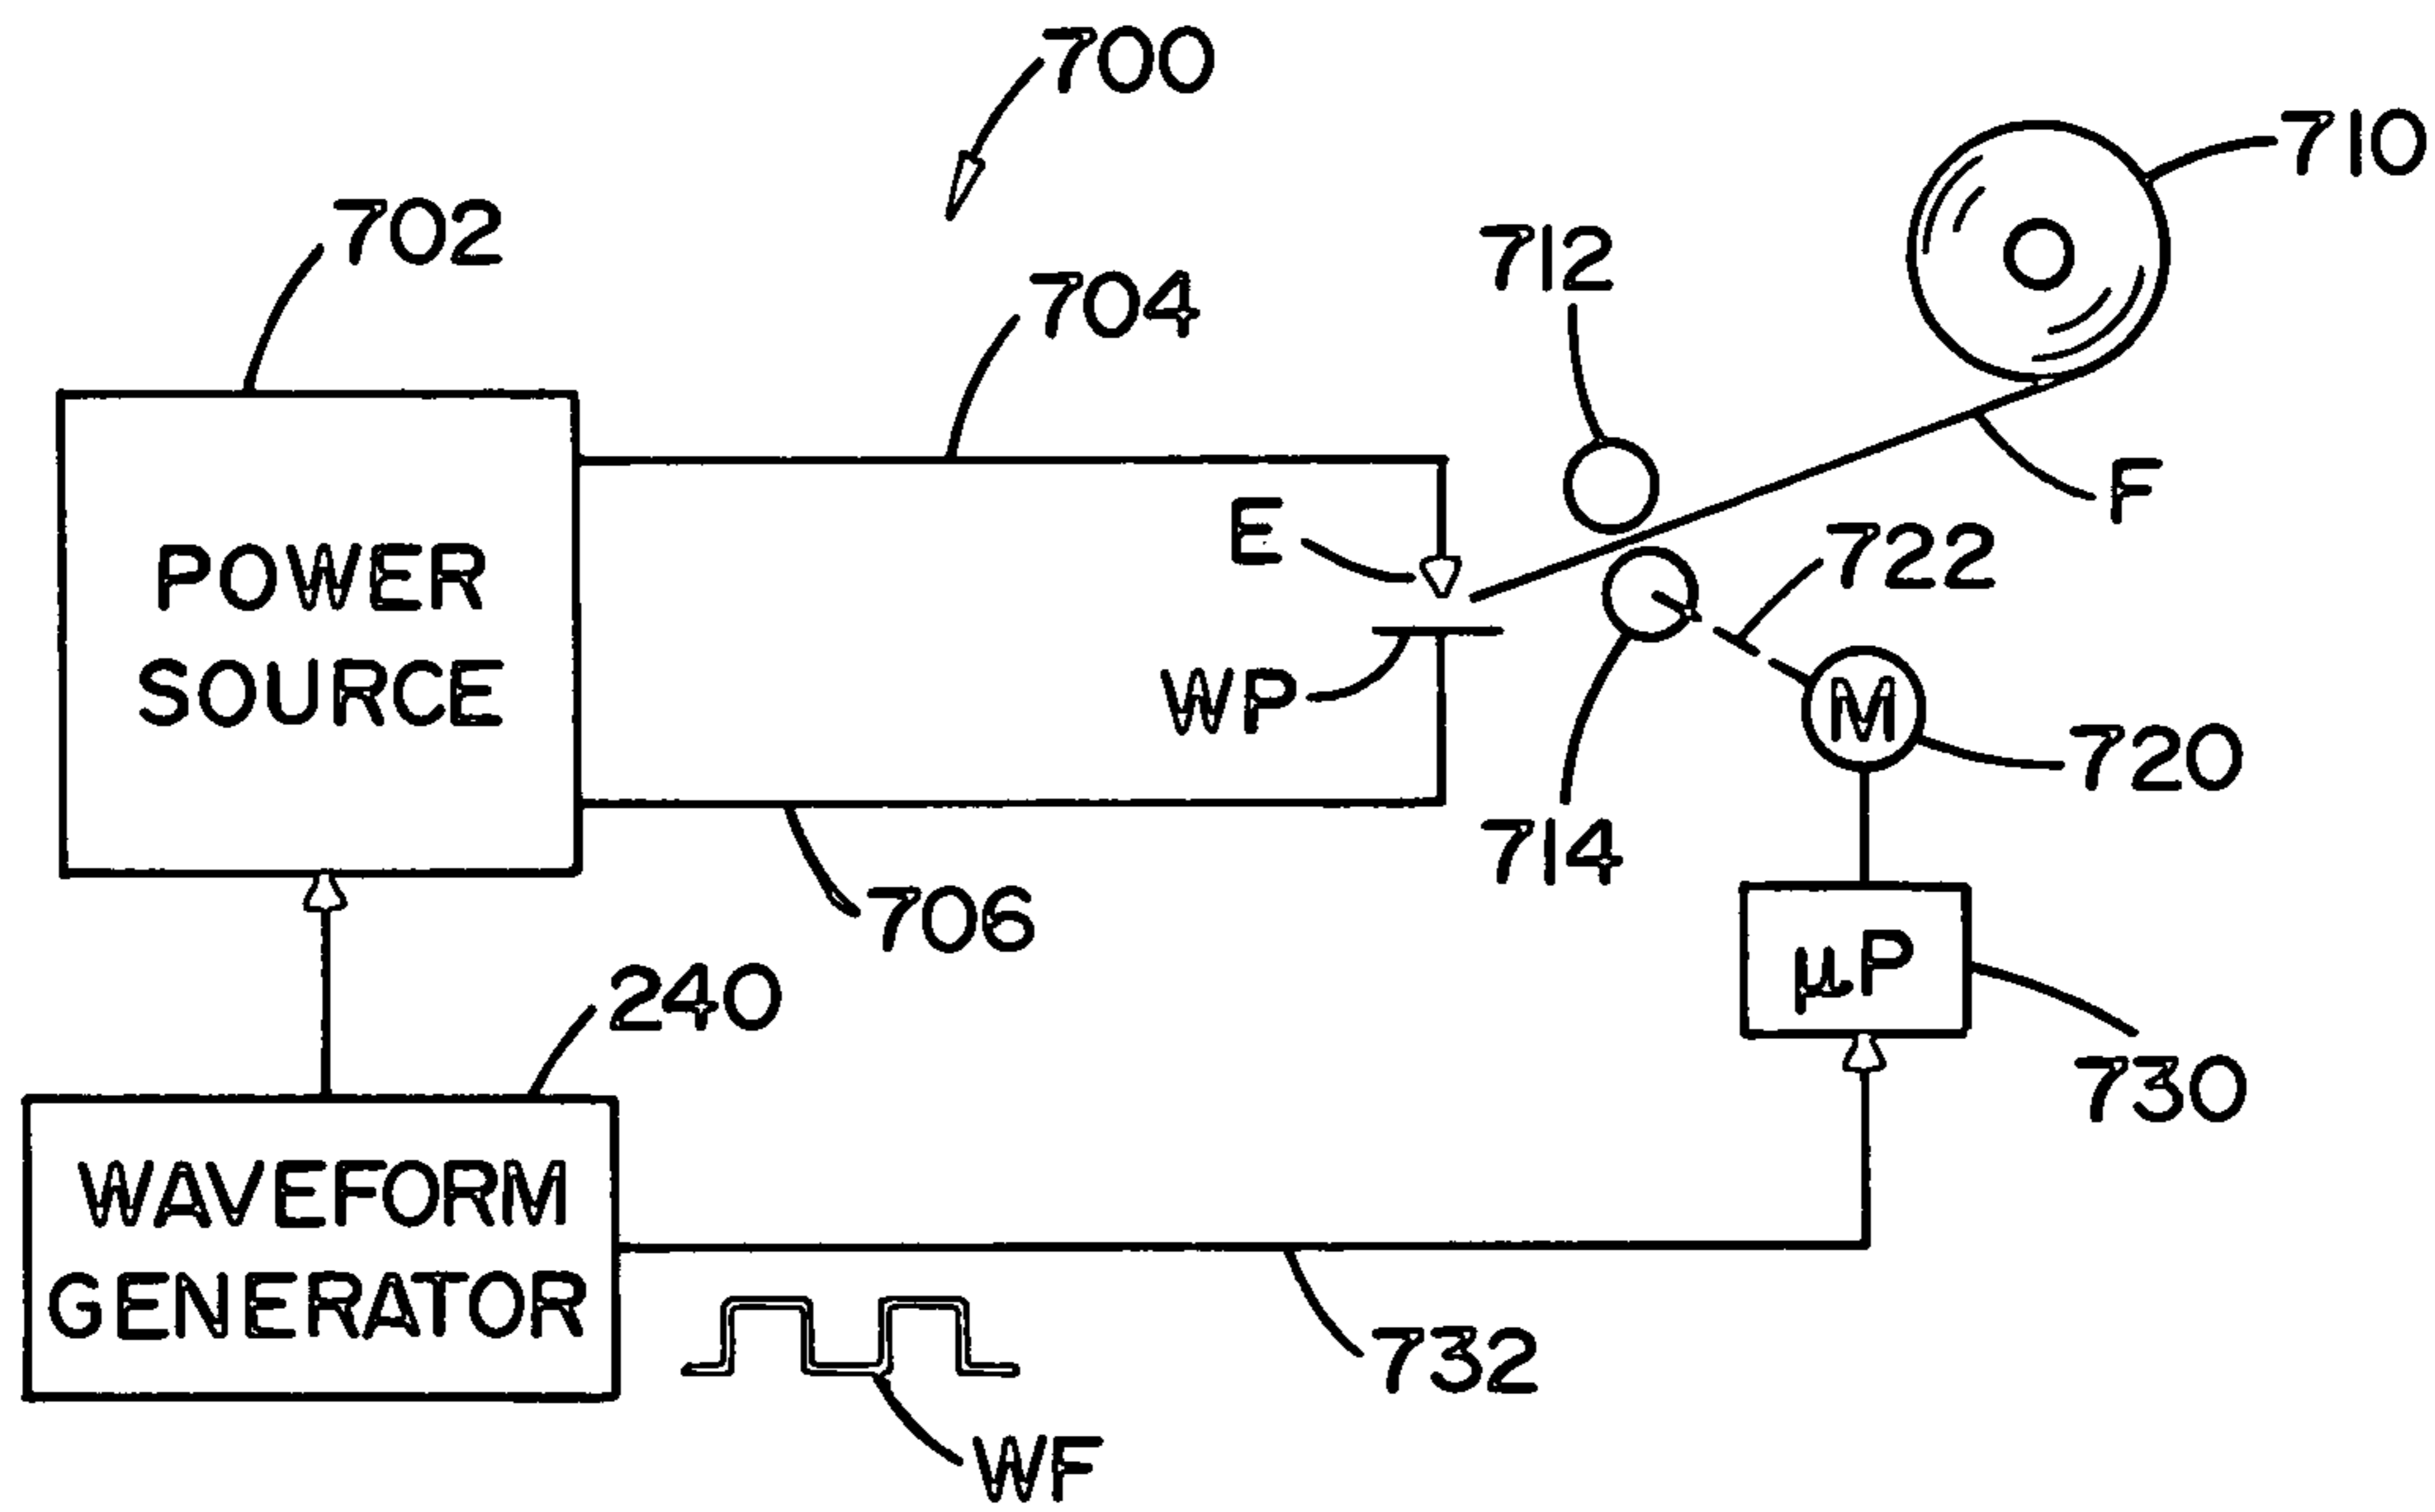 700
710
702
712
704
F
E
722
POWER
SOURCE
WP
M
720
714
706
µP
240
730
WAVEFORM
GENERATOR
732
WF